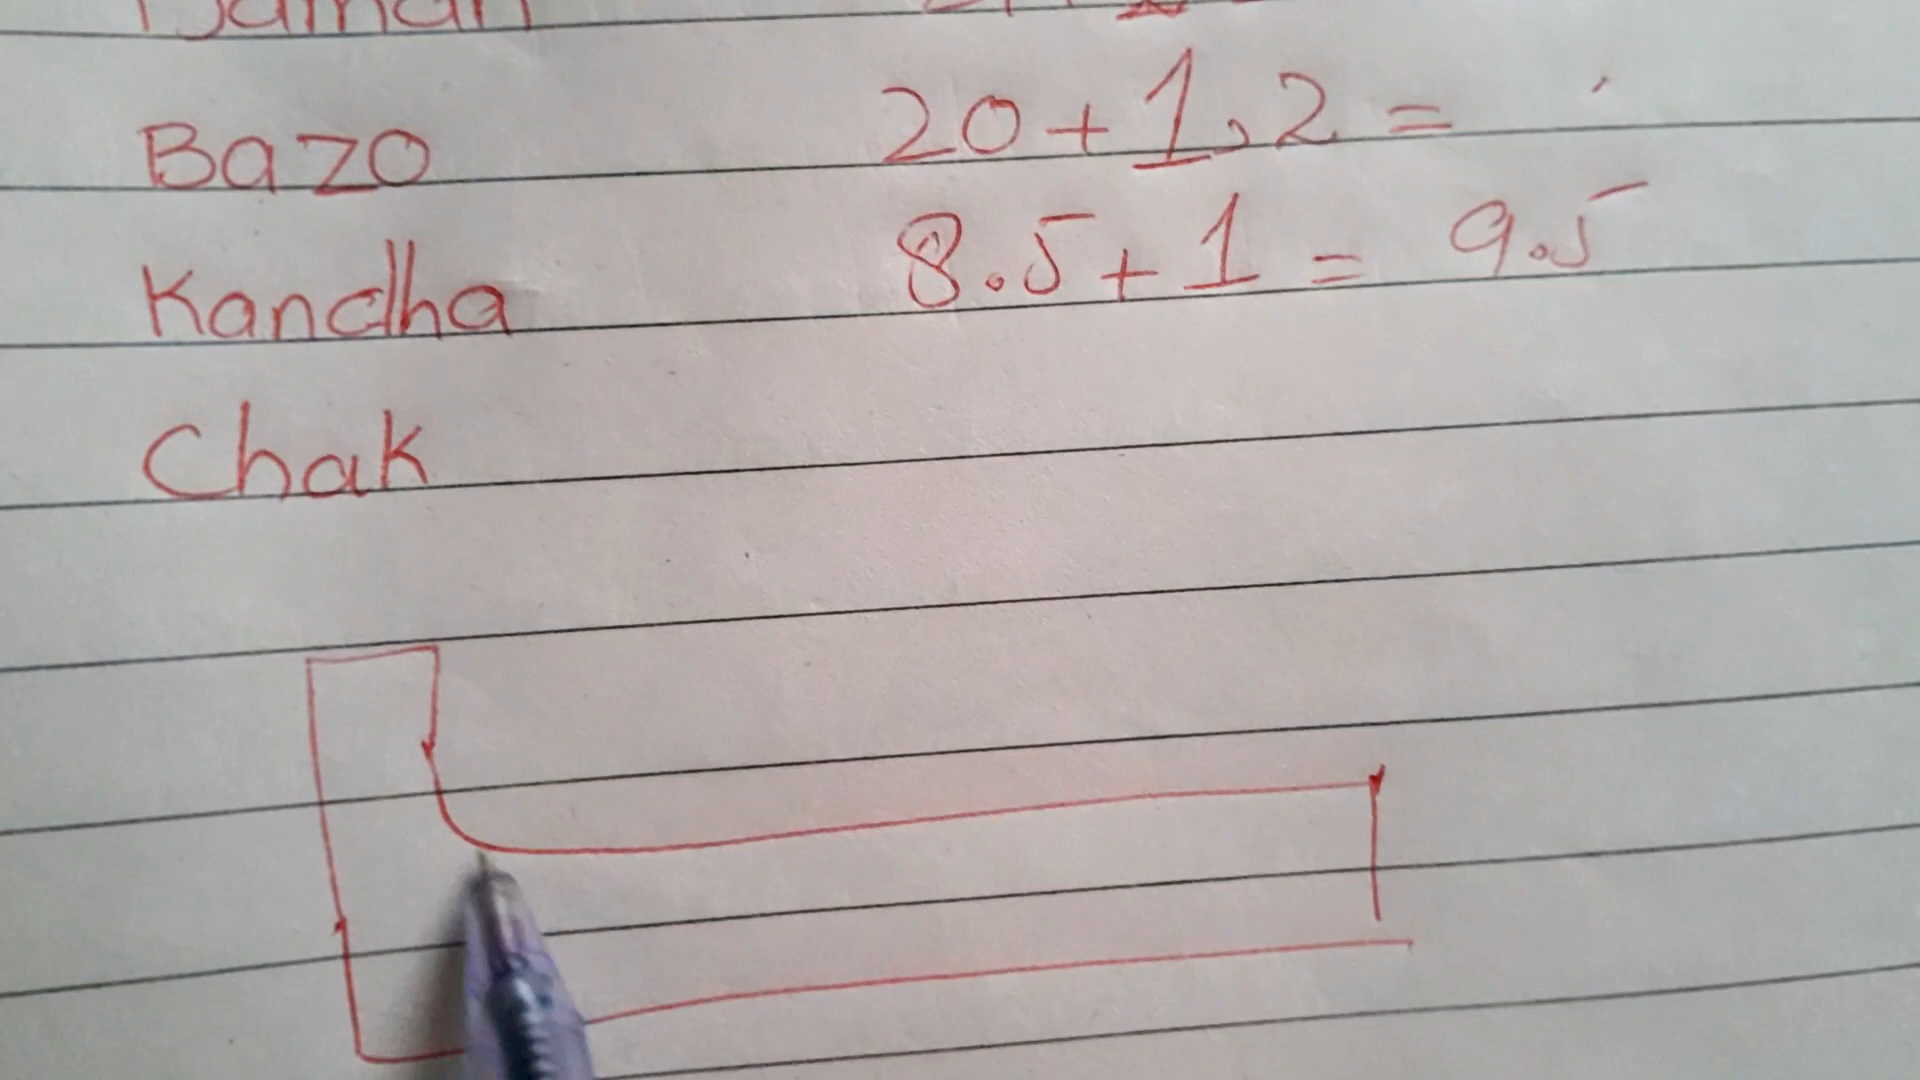 Bazo 20+1,2 =
Kandha 8.5+1 = 9.5
Chak